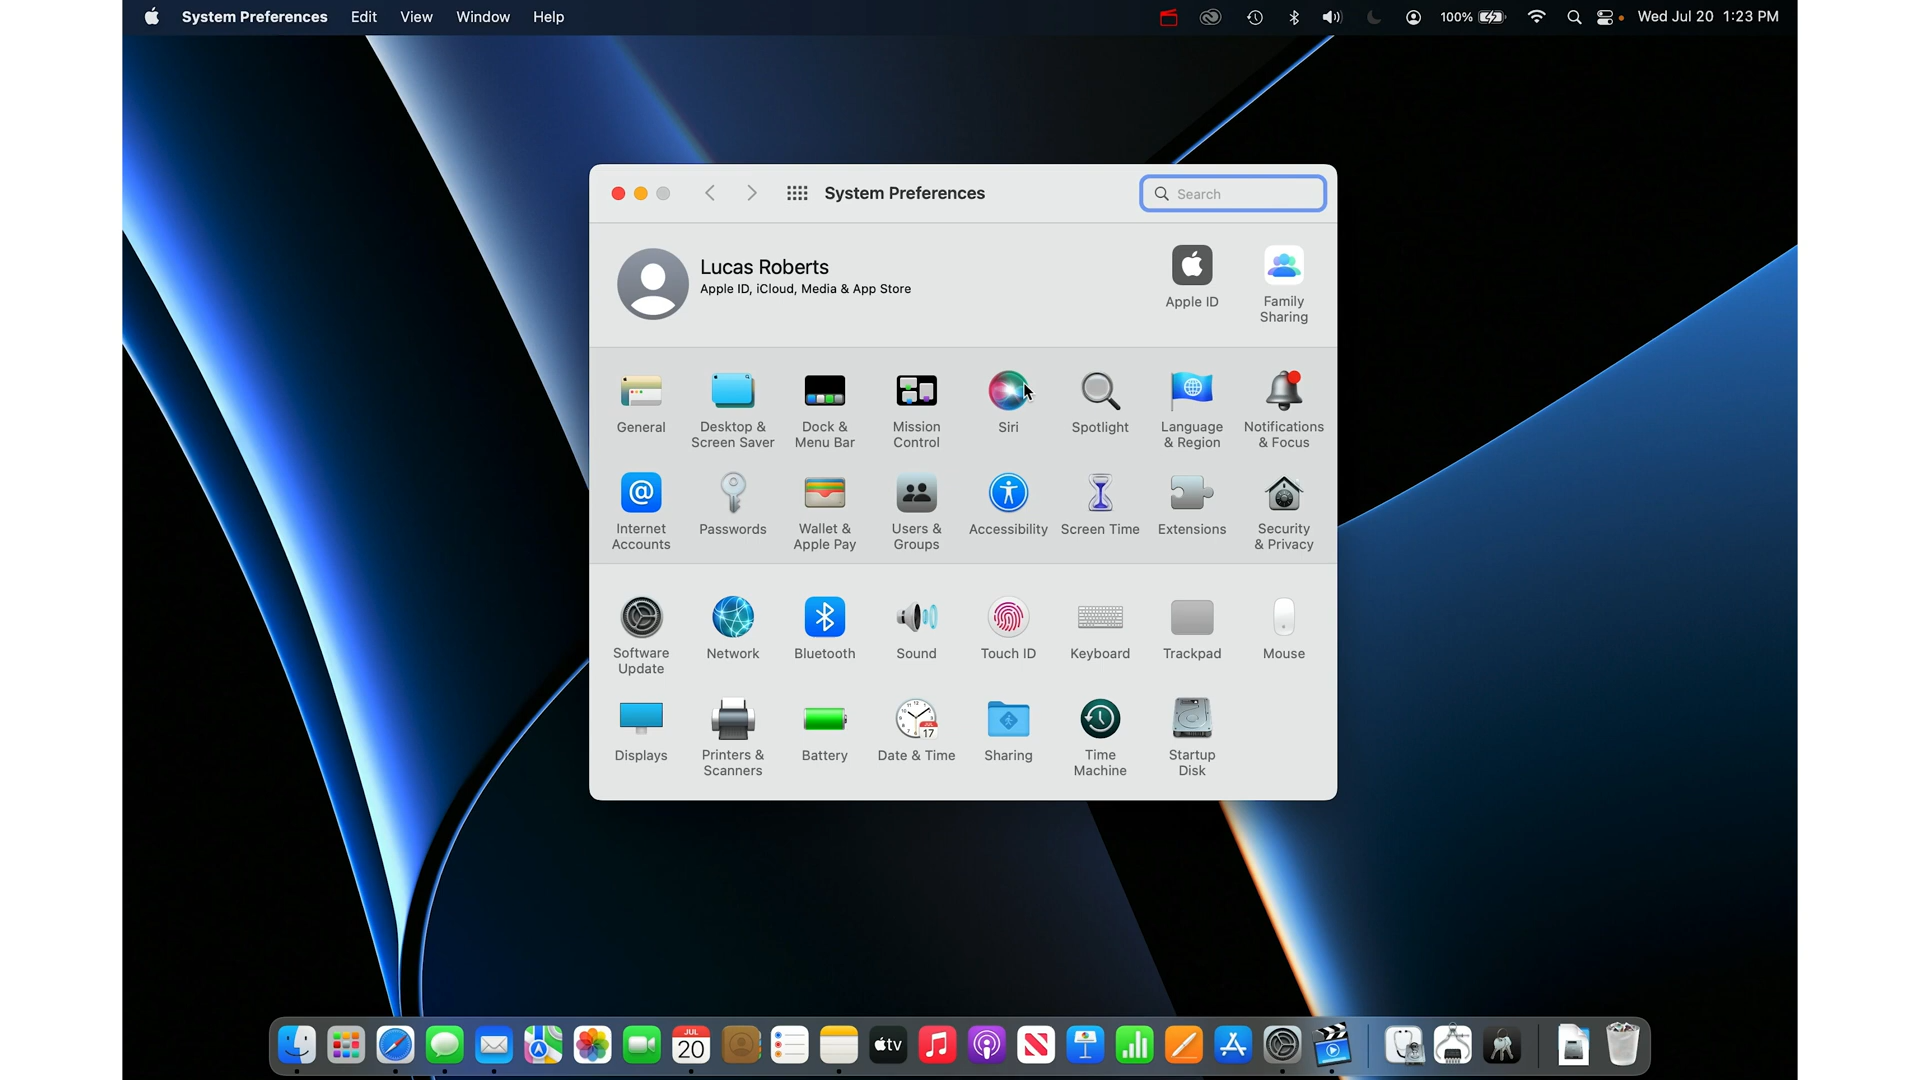 System Preferences Edit View Window Help 100% Wed Jul 20 1:23 PM
System Preferences Search
Lucas Roberts
Apple ID, iCloud, Media & App Store
Apple ID
Family
Sharing
General
Desktop &
Screen Saver
Dock &
Menu Bar
Mission
Control
Siri
Spotlight
Language
& Region
Notifications
& Focus
Internet
Accounts
Passwords
Wallet &
Apple Pay
Users &
Groups
Accessibility
Screen Time
Extensions
Security
& Privacy
Software
Update
Network
Bluetooth
Sound
Touch ID
Keyboard
Trackpad
Mouse
Displays
Printers &
Scanners
Battery
17
Date & Time
Sharing
Time
Machine
Startup
Disk
JUL
20
tv